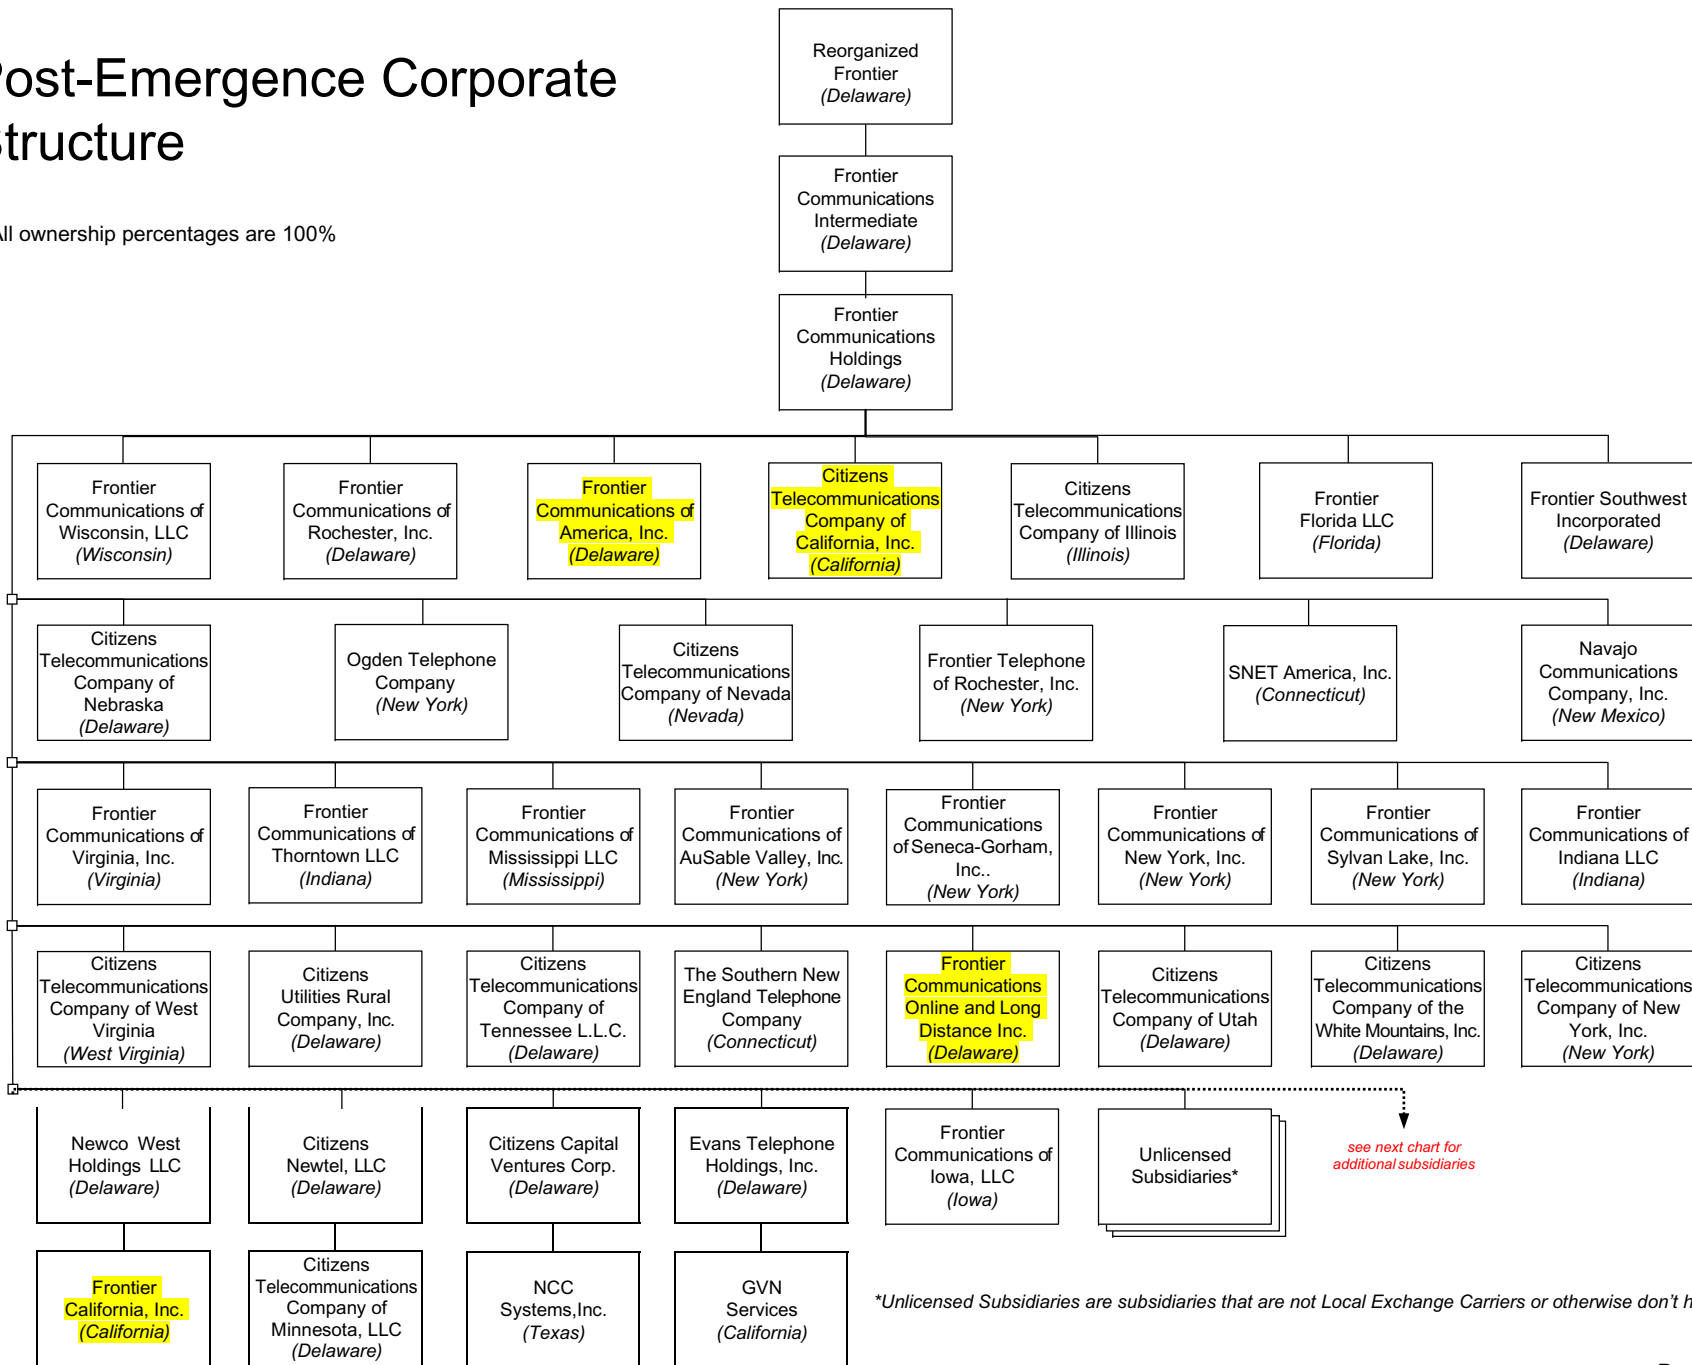 Post-Emergence Corporate
Structure
All ownership percentages are 100%
Reorganized
Frontier
(Delaware)
Frontier
Communications
Intermediate
(Delaware)
Frontier
Communications
Holdings
(Delaware)
Frontier
Communications of
Wisconsin, LLC
(Wisconsin)
Frontier
Communications of
Rochester, Inc.
(Delaware)
Frontier
Communications of
America, Inc.
(Delaware)
Citizens
Telecommunications
Company of
California, Inc.
(California)
Citizens
Telecommunications
Company of Illinois
(Illinois)
Frontier
Florida LLC
(Florida)
Frontier Southwest
Incorporated
(Delaware)
Citizens
Telecommunications
Company of
Nebraska
(Delaware)
Ogden Telephone
Company
(New York)
Citizens
Telecommunications
Company of Nevada
(Nevada)
Frontier Telephone
of Rochester, Inc.
(New York)
SNET America, Inc.
(Connecticut)
Navajo
Communications
Company, Inc.
(New Mexico)
Frontier
Communications of
Virginia, Inc.
(Virginia)
Frontier
Communications of
Thorntown LLC
(Indiana)
Frontier
Communications of
Mississippi LLC
(Mississippi)
Frontier
Communications of
AuSable Valley, Inc.
(New York)
Frontier
Communications
of Seneca-Gorham,
Inc..
(New York)
Frontier
Communications of
New York, Inc.
(New York)
Frontier
Communications of
Sylvan Lake, Inc.
(New York)
Frontier
Communications of
Indiana LLC
(Indiana)
Citizens
Telecommunications
Company of West
Virginia
(West Virginia)
Citizens
Utilities Rural
Company, Inc.
(Delaware)
Citizens
Telecommunications
Company of
Tennessee L.L.C.
(Delaware)
The Southern New
England Telephone
Company
(Connecticut)
Frontier
Communications
Online and Long
Distance Inc.
(Delaware)
Citizens
Telecommunications
Company of Utah
(Delaware)
Citizens
Telecommunications
Company of the
White Mountains, Inc.
(Delaware)
Citizens
Telecommunications
Company of New
York, Inc.
(New York)
Newco West
Holdings LLC
(Delaware)
Citizens
Newtel, LLC
(Delaware)
Citizens Capital
Ventures Corp.
(Delaware)
Evans Telephone
Holdings, Inc.
(Delaware)
Frontier
Communications of
Iowa, LLC
(Iowa)
Unlicensed
Subsidiaries*
see next chart for
additional subsidiaries
Frontier
California, Inc.
(California)
Citizens
Telecommunications
Company of
Minnesota, LLC
(Delaware)
NCC
Systems,Inc.
(Texas)
GVN
Services
(California)
*Unlicensed Subsidiaries are subsidiaries that are not Local Exchange Carriers or otherwise don't